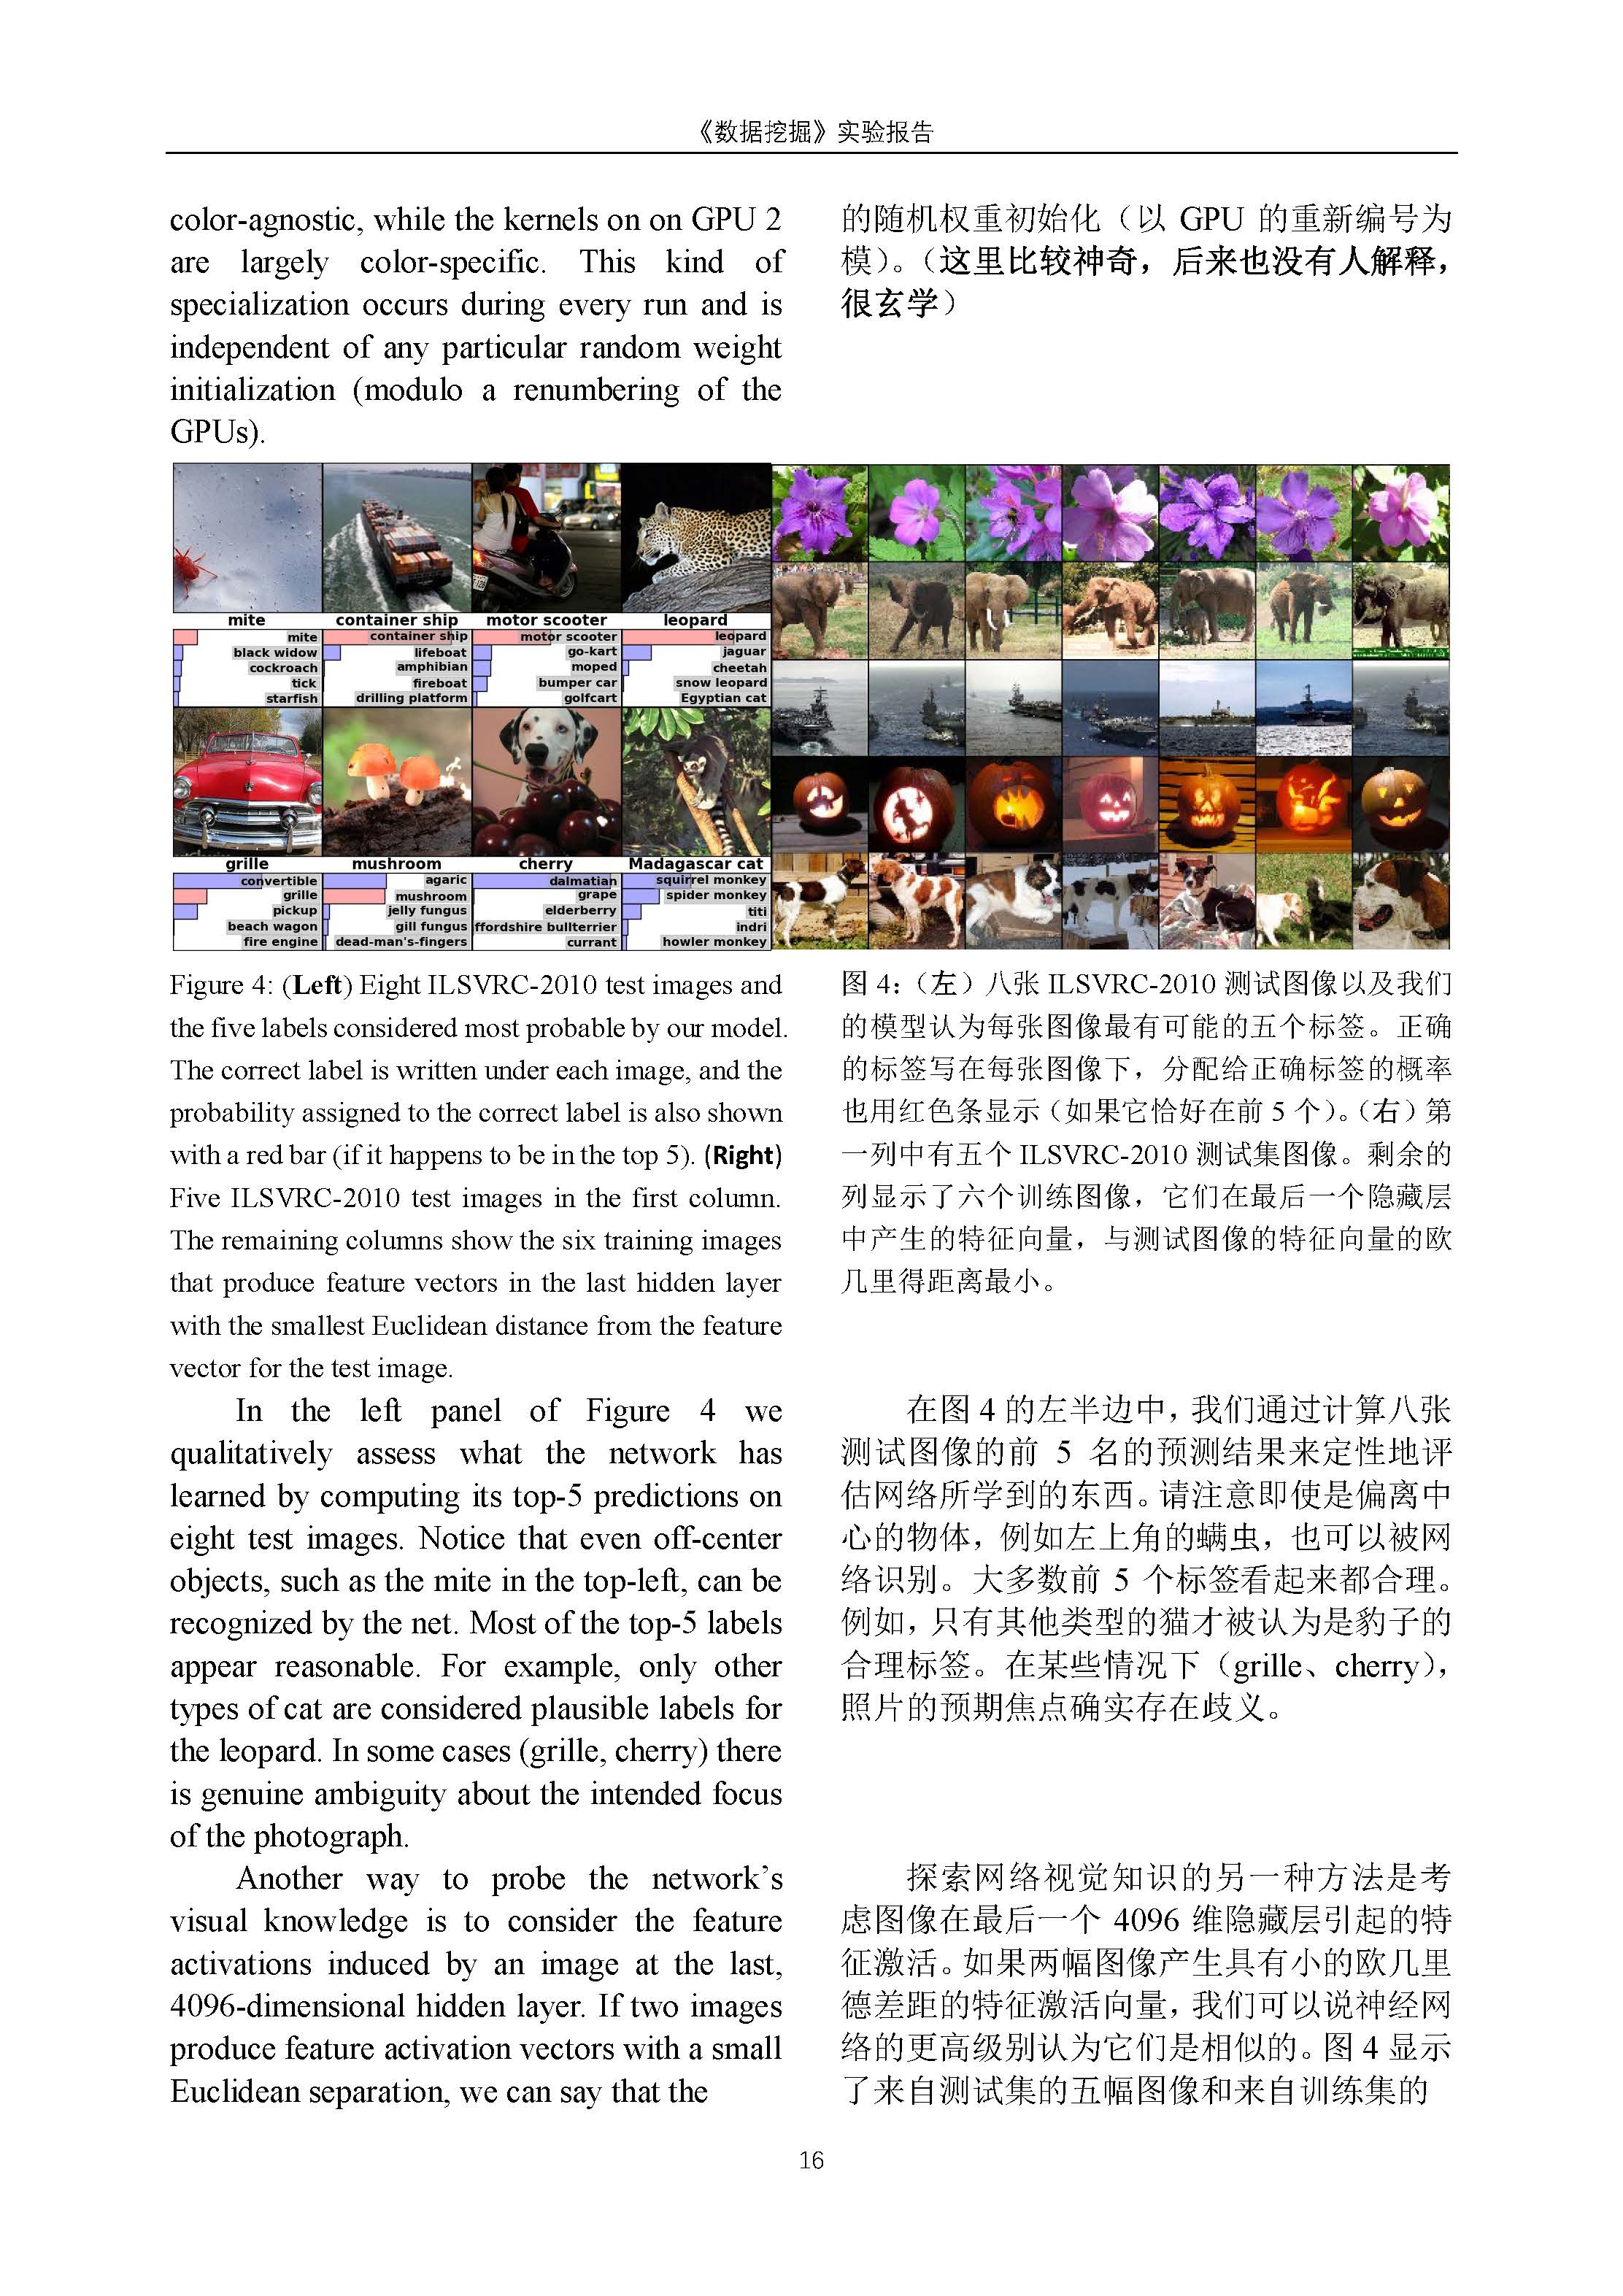 《数据挖掘》实验报告
color-agnostic, while the kernels on on GPU 2
are largely color-specific. This kind of
specialization occurs during every run and is
independent of any particular random weight
initialization (modulo a renumbering of the
GPUs).
的随机权重初始化（以 GPU 的重新编号为
模）。（这里比较神奇，后来也没有人解释，
很玄学）
mite
container ship
motor scooter
leopard
mite
black widow
cockroach
tick
starfish
container ship
lifeboat
amphibian
fireboat
drilling platform
motor scooter
go-kart
moped
bumper car
golfcart
leopard
jaguar
cheetah
snow leopard
Egyptian cat
grille
mushroom
cherry
Madagascar cat
convertible
grille
pickup
beach wagon
fire engine
agaric
mushroom
jelly fungus
gill fungus
dead-man's-fingers
dalmatian
grape
elderberry
ffordshire bullterrier
currant
squirrel monkey
spider monkey
titi
indri
howler monkey
Figure 4: (Left) Eight ILSVRC-2010 test images and
the five labels considered most probable by our model.
The correct label is written under each image, and the
probability assigned to the correct label is also shown
with a red bar (if it happens to be in the top 5). (Right)
Five ILSVRC-2010 test images in the first column.
The remaining columns show the six training images
that produce feature vectors in the last hidden layer
with the smallest Euclidean distance from the feature
vector for the test image.
图 4：（左）八张 ILSVRC-2010 测试图像以及我们
的模型认为每张图像最有可能的五个标签。正确
的标签写在每张图像下，分配给正确标签的概率
也用红色条显示（如果它恰好在前 5 个）。（右）第
一列中有五个 ILSVRC-2010 测试集图像。剩余的
列显示了六个训练图像，它们在最后一个隐藏层
中产生的特征向量，与测试图像的特征向量的欧
几里得距离最小。
In the left panel of Figure 4 we
qualitatively assess what the network has
learned by computing its top-5 predictions on
eight test images. Notice that even off-center
objects, such as the mite in the top-left, can be
recognized by the net. Most of the top-5 labels
appear reasonable. For example, only other
types of cat are considered plausible labels for
the leopard. In some cases (grille, cherry) there
is genuine ambiguity about the intended focus
of the photograph.
在图 4 的左半边中，我们通过计算八张
测试图像的前 5 名的预测结果来定性地评
估网络所学到的东西。请注意即使是偏离中
心的物体，例如左上角的螨虫，也可以被网
络识别。大多数前 5 个标签看起来都合理。
例如，只有其他类型的猫才被认为是豹子的
合理标签。在某些情况下（grille、cherry），
照片的预期焦点确实存在歧义。
Another way to probe the network’s
visual knowledge is to consider the feature
activations induced by an image at the last,
4096-dimensional hidden layer. If two images
produce feature activation vectors with a small
Euclidean separation, we can say that the
探索网络视觉知识的另一种方法是考
虑图像在最后一个 4096 维隐藏层引起的特
征激活。如果两幅图像产生具有小的欧几里
德差距的特征激活向量，我们可以说神经网
络的更高级别认为它们是相似的。图 4 显示
了来自测试集的五幅图像和来自训练集的
16